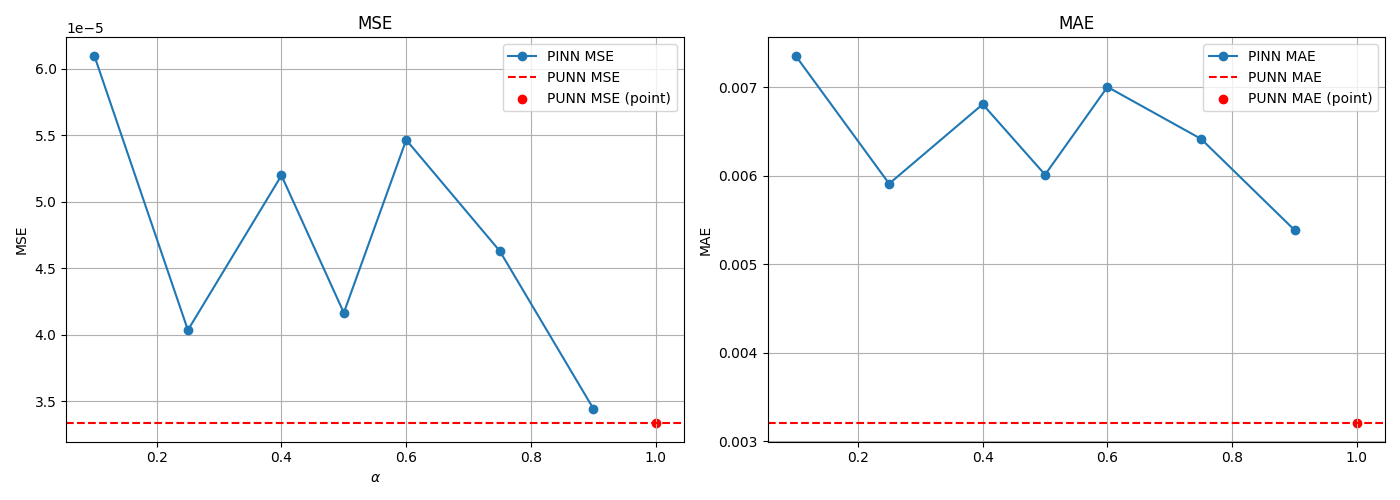 MSE
1e−5
MSE
6.0
5.5
5.0
4.5
4.0
3.5
0.2 0.4 0.6 0.8 1.0
α
PINN MSE
PUNN MSE
PUNN MSE (point)
MAE
MAE
0.007
0.006
0.005
0.004
0.003
0.2 0.4 0.6 0.8 1.0
PINN MAE
PUNN MAE
PUNN MAE (point)